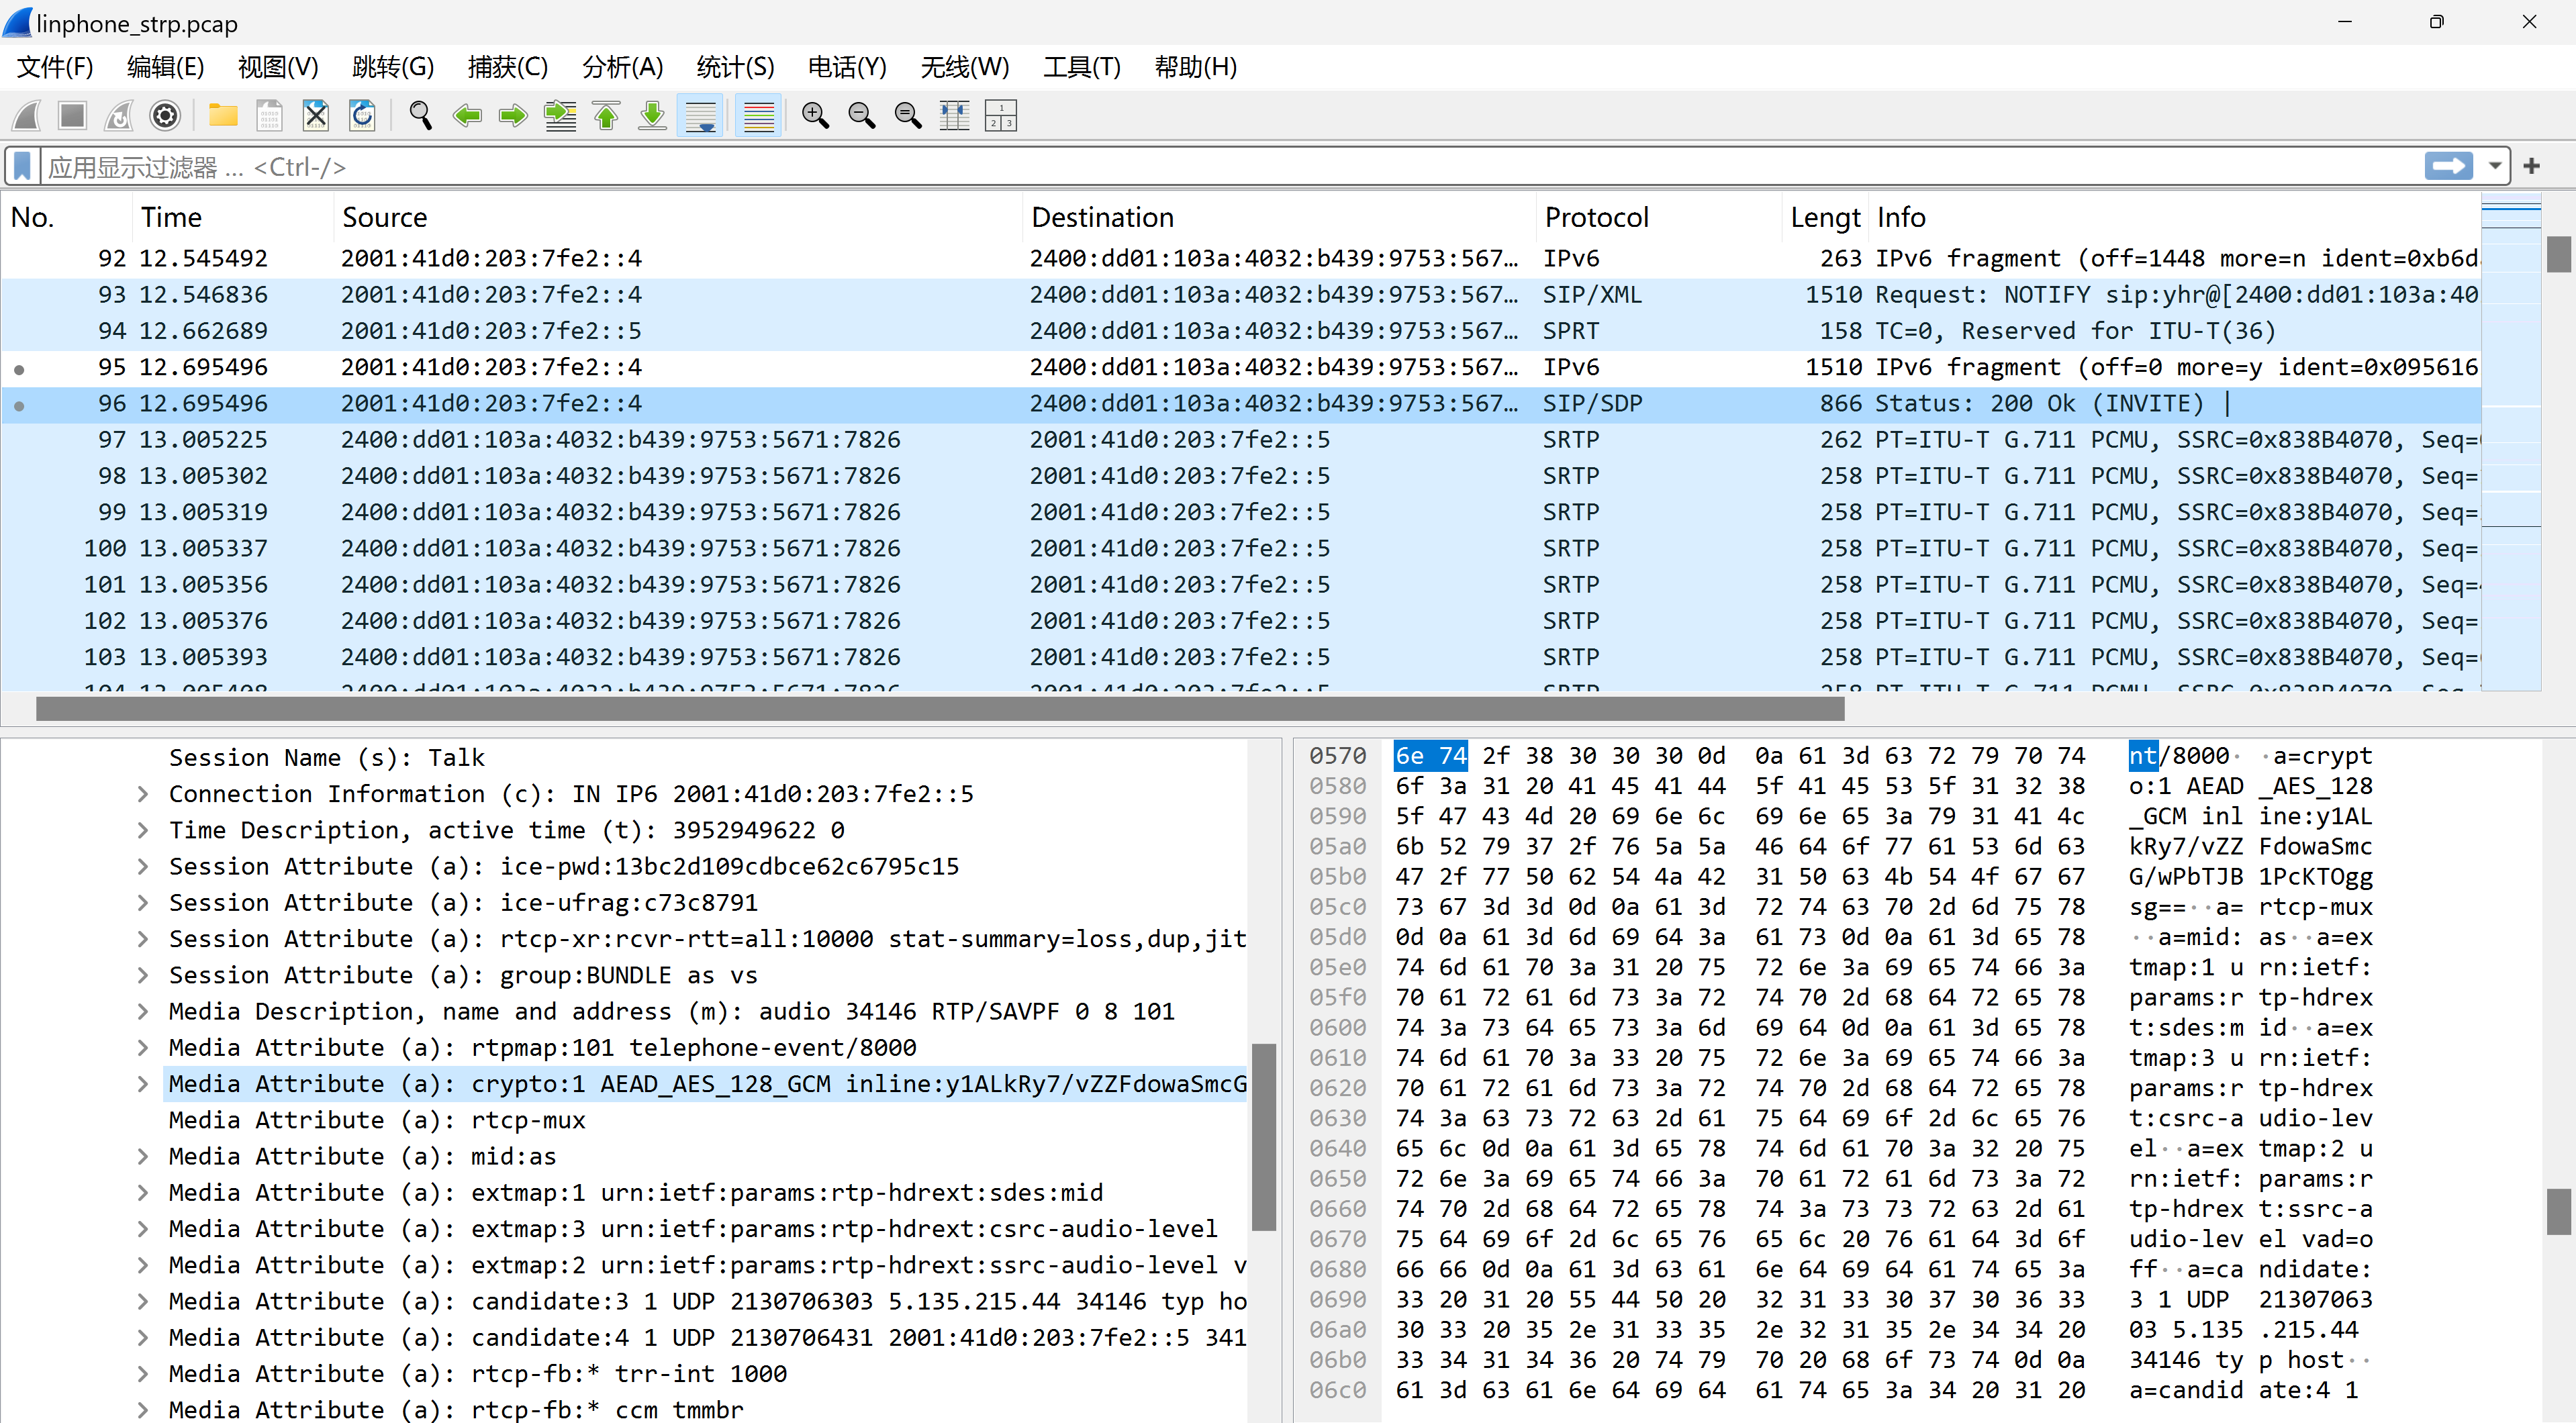 linphone_strp.pcap
文件(F) 编辑(E) 视图(V) 跳转(G) 捕获(C) 分析(A) 统计(S) 电话(Y) 无线(W) 工具(T) 帮助(H)
应用显示过滤器 … <Ctrl-/>
No. Time Source Destination Protocol Lengt Info
92 12.545492 2001:41d0:203:7fe2::4 2400:dd01:103a:4032:b439:9753:567… IPv6 263 IPv6 fragment (off=1448 more=n ident=0xb6d
93 12.546836 2001:41d0:203:7fe2::4 2400:dd01:103a:4032:b439:9753:567… SIP/XML 1510 Request: NOTIFY sip:yhr@[2400:dd01:103a:40
94 12.662689 2001:41d0:203:7fe2::5 2400:dd01:103a:4032:b439:9753:567… SPRT 158 TC=0, Reserved for ITU-T(36)
95 12.695496 2001:41d0:203:7fe2::4 2400:dd01:103a:4032:b439:9753:567… IPv6 1510 IPv6 fragment (off=0 more=y ident=0x095616
96 12.695496 2001:41d0:203:7fe2::4 2400:dd01:103a:4032:b439:9753:567… SIP/SDP 866 Status: 200 Ok (INVITE) |
97 13.005225 2400:dd01:103a:4032:b439:9753:5671:7826 2001:41d0:203:7fe2::5 SRTP 262 PT=ITU-T G.711 PCMU, SSRC=0x838B4070, Seq=
98 13.005302 2400:dd01:103a:4032:b439:9753:5671:7826 2001:41d0:203:7fe2::5 SRTP 258 PT=ITU-T G.711 PCMU, SSRC=0x838B4070, Seq=
99 13.005319 2400:dd01:103a:4032:b439:9753:5671:7826 2001:41d0:203:7fe2::5 SRTP 258 PT=ITU-T G.711 PCMU, SSRC=0x838B4070, Seq=
100 13.005337 2400:dd01:103a:4032:b439:9753:5671:7826 2001:41d0:203:7fe2::5 SRTP 258 PT=ITU-T G.711 PCMU, SSRC=0x838B4070, Seq=
101 13.005356 2400:dd01:103a:4032:b439:9753:5671:7826 2001:41d0:203:7fe2::5 SRTP 258 PT=ITU-T G.711 PCMU, SSRC=0x838B4070, Seq=
102 13.005376 2400:dd01:103a:4032:b439:9753:5671:7826 2001:41d0:203:7fe2::5 SRTP 258 PT=ITU-T G.711 PCMU, SSRC=0x838B4070, Seq=
103 13.005393 2400:dd01:103a:4032:b439:9753:5671:7826 2001:41d0:203:7fe2::5 SRTP 258 PT=ITU-T G.711 PCMU, SSRC=0x838B4070, Seq=
Session Name (s): Talk
Connection Information (c): IN IP6 2001:41d0:203:7fe2::5
Time Description, active time (t): 3952949622 0
Session Attribute (a): ice-pwd:13bc2d109cdbce62c6795c15
Session Attribute (a): ice-ufrag:c73c8791
Session Attribute (a): rtcp-xr:rcvr-rtt=all:10000 stat-summary=loss,dup,jit
Session Attribute (a): group:BUNDLE as vs
Media Description, name and address (m): audio 34146 RTP/SAVPF 0 8 101
Media Attribute (a): rtpmap:101 telephone-event/8000
Media Attribute (a): crypto:1 AEAD_AES_128_GCM inline:y1ALkRy7/vZZFdowaSmcG
Media Attribute (a): rtcp-mux
Media Attribute (a): mid:as
Media Attribute (a): extmap:1 urn:ietf:params:rtp-hdrext:sdes:mid
Media Attribute (a): extmap:3 urn:ietf:params:rtp-hdrext:csrc-audio-level
Media Attribute (a): extmap:2 urn:ietf:params:rtp-hdrext:ssrc-audio-level v
Media Attribute (a): candidate:3 1 UDP 2130706303 5.135.215.44 34146 typ ho
Media Attribute (a): candidate:4 1 UDP 2130706431 2001:41d0:203:7fe2::5 341
Media Attribute (a): rtcp-fb:* trr-int 1000
Media Attribute (a): rtcp-fb:* ccm tmmbr
0570 6e 74 2f 38 30 30 30 0d 0a 61 3d 63 72 79 70 74 nt/8000· ·a=crypt
0580 6f 3a 31 20 41 45 41 44 5f 41 45 53 5f 31 32 38 o:1 AEAD _AES_128
0590 5f 47 43 4d 20 69 6e 6c 69 6e 65 3a 79 31 41 4c _GCM inl ine:y1AL
05a0 6b 52 79 37 2f 76 5a 5a 46 64 6f 77 61 53 6d 63 kRy7/vZZ FdowaSmc
05b0 47 2f 77 50 62 54 4a 42 31 50 63 4b 54 4f 67 67 G/wPbTJB 1PcKTOgg
05c0 73 67 3d 3d 0d 0a 61 3d 72 74 63 70 2d 6d 75 78 sg==··a= rtcp-mux
05d0 0d 0a 61 3d 6d 69 64 3a 61 73 0d 0a 61 3d 65 78 ··a=mid: as··a=ex
05e0 74 6d 61 70 3a 31 20 75 72 6e 3a 69 65 74 66 3a tmap:1 u rn:ietf:
05f0 70 61 72 61 6d 73 3a 72 74 70 2d 68 64 72 65 78 params:r tp-hdrex
0600 74 3a 73 64 65 73 3a 6d 69 64 0d 0a 61 3d 65 78 t:sdes:m id··a=ex
0610 74 6d 61 70 3a 33 20 75 72 6e 3a 69 65 74 66 3a tmap:3 u rn:ietf:
0620 70 61 72 61 6d 73 3a 72 74 70 2d 68 64 72 65 78 params:r tp-hdrex
0630 74 3a 63 73 72 63 2d 61 75 64 69 6f 2d 6c 65 76 t:csrc-a udio-lev
0640 65 6c 0d 0a 61 3d 65 78 74 6d 61 70 3a 32 20 75 el··a=ex tmap:2 u
0650 72 6e 3a 69 65 74 66 3a 70 61 72 61 6d 73 3a 72 rn:ietf: params:r
0660 74 70 2d 68 64 72 65 78 74 3a 73 73 72 63 2d 61 tp-hdrex t:ssrc-a
0670 75 64 69 6f 2d 6c 65 76 65 6c 20 76 61 64 3d 6f udio-lev el vad=o
0680 66 66 0d 0a 61 3d 63 61 6e 64 69 64 61 74 65 3a ff··a=ca ndidate:
0690 33 20 31 20 55 44 50 20 32 31 33 30 37 30 36 33 3 1 UDP 21307063
06a0 30 33 20 35 2e 31 33 35 2e 32 31 35 2e 34 34 20 03 5.135 .215.44
06b0 33 34 31 34 36 20 74 79 70 20 68 6f 73 74 0d 0a 34146 ty p host··
06c0 61 3d 63 61 6e 64 69 64 61 74 65 3a 34 20 31 20 a=candid ate:4 1